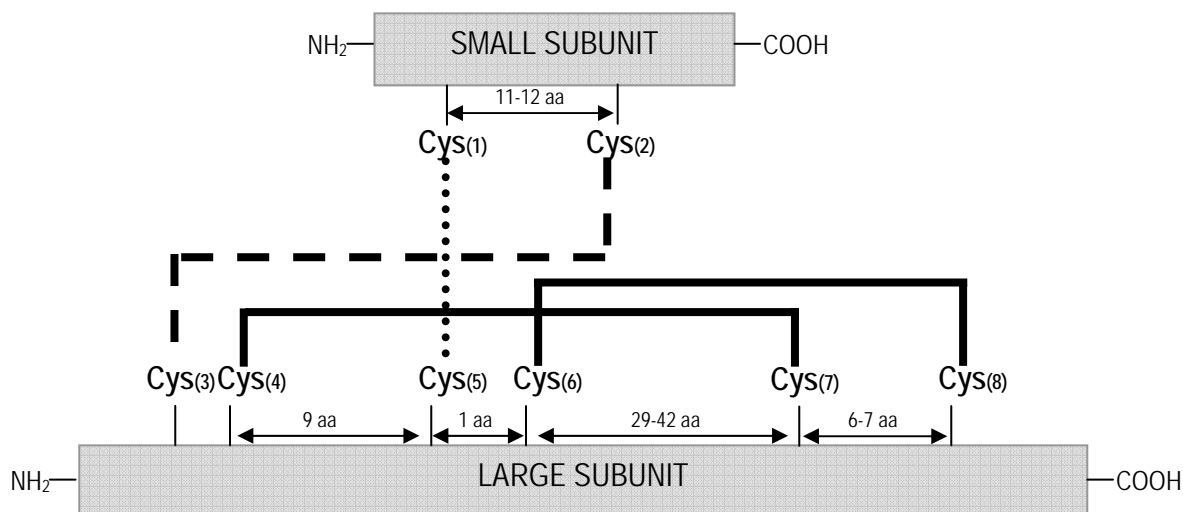 NH2 SMALL SUBUNIT COOH
11-12 aa
Cys(1) Cys(2)
Cys(3) Cys(4) Cys(5) Cys(6) Cys(7) Cys(8)
9 aa 1 aa 29-42 aa 6-7 aa
NH2 LARGE SUBUNIT COOH